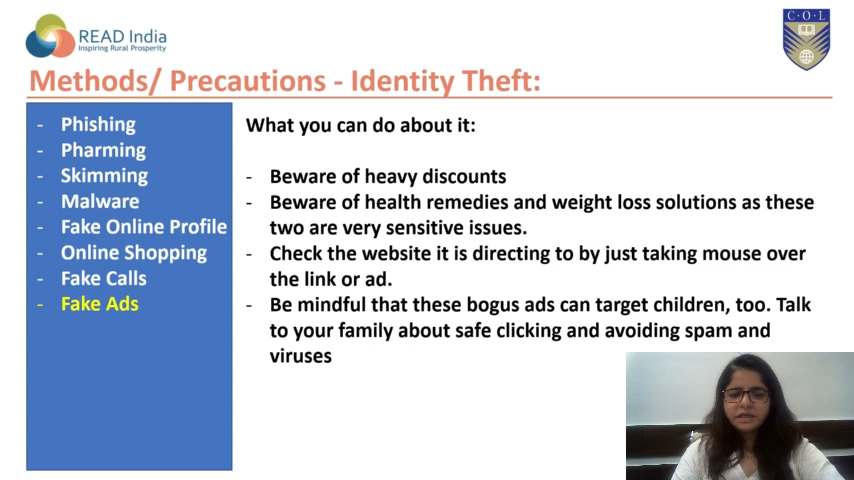 READ India
Inspiring Rural Prosperity
C·O·L
Methods/ Precautions - Identity Theft:
- Phishing
- Pharming
- Skimming
- Malware
- Fake Online Profile
- Online Shopping
- Fake Calls
- Fake Ads
What you can do about it:
- Beware of heavy discounts
- Beware of health remedies and weight loss solutions as these
two are very sensitive issues.
- Check the website it is directing to by just taking mouse over
the link or ad.
- Be mindful that these bogus ads can target children, too. Talk
to your family about safe clicking and avoiding spam and
viruses